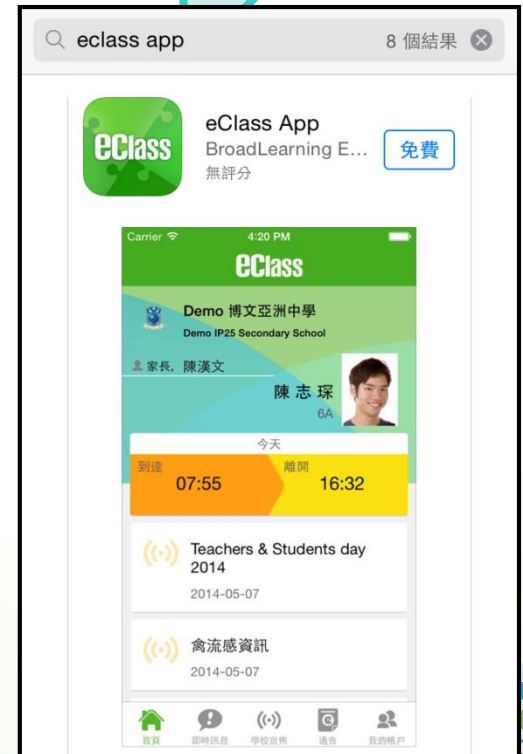 eclass app 8 個結果
eClass
eClass App
BroadLearning E...
無評分
免費
Carrier 4:20 PM
eClass
Demo 博文亞洲中學
Demo IP25 Secondary School
家長, 陳漢文
陳志琛
6A
今天
到達 離開
07:55 16:32
Teachers & Students day
2014
2014-05-07
禽流感資訊
2014-05-07
首頁 即時訊息 學校宣佈 通告 我的帳戶